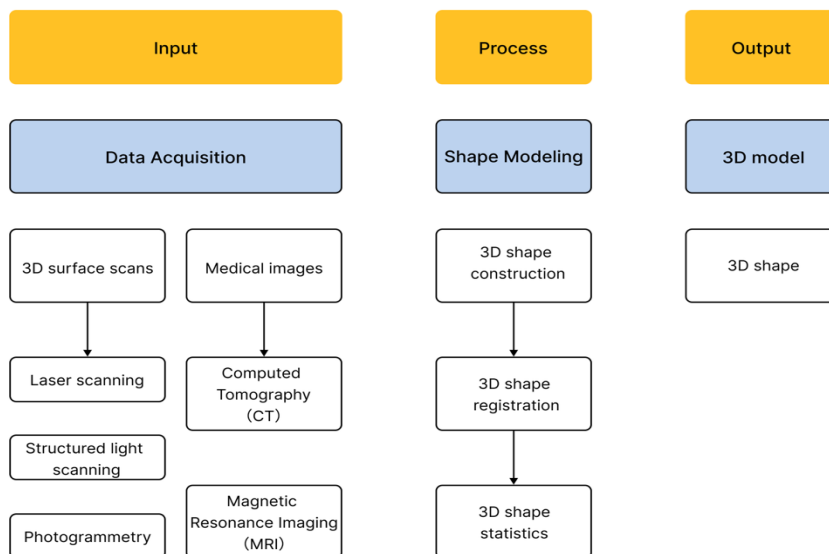 Input
Process
Output
Data Acquisition
Shape Modeling
3D model
3D surface scans
Medical images
3D shape
construction
3D shape
Laser scanning
Computed
Tomography
（CT）
3D shape
registration
Structured light
scanning
Photogrammetry
Magnetic
Resonance Imaging
（MRI）
3D shape
statistics